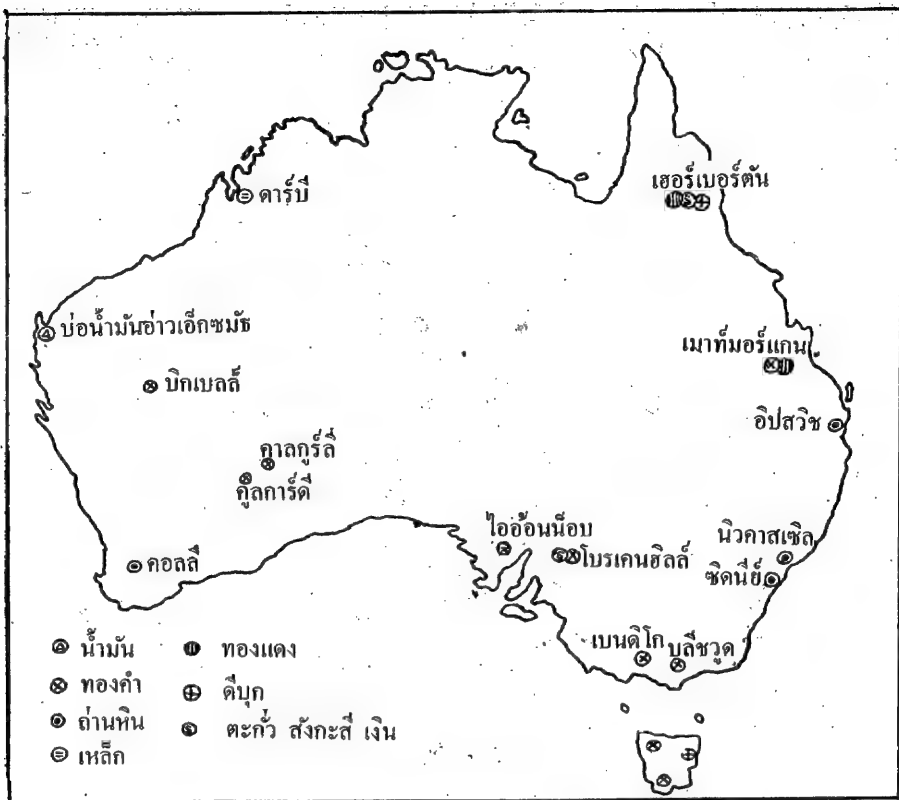 เฮอร์เบอร์ตัน
ดาร์บี
บ่อน้ำมันอ่าวเอ็กซมัธ
เมาท์มอร์แกน
บิกเบลล์
อิปสวิช
คาลกูร์ลี
กูลการ์ดี
ไอออนน็อบ
นิวคาสเซิล
โบรเคนฮิลล์
คอลลี
ซิดนีย์
เบนดิโก
บลีชวูด
น้ำมัน
ทองแดง
ทองคำ
ดีบุก
ถ่านหิน
ตะกั่ว สังกะสี เงิน
เหล็ก